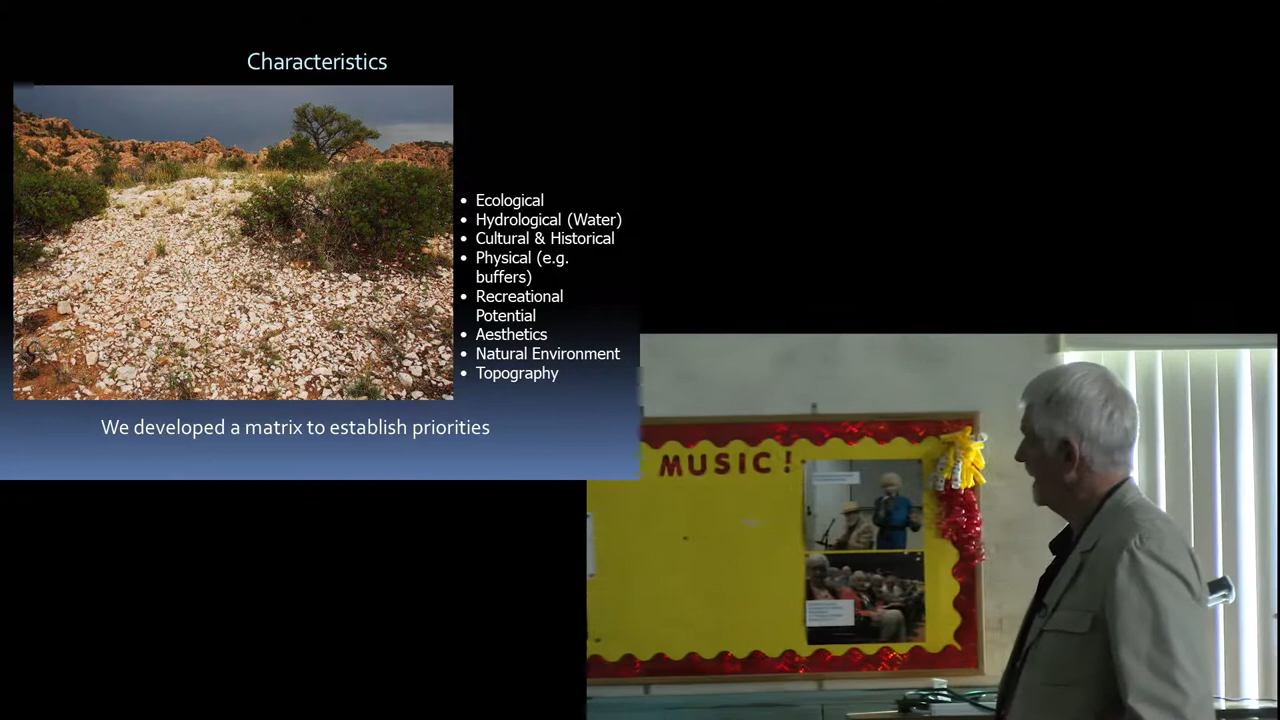 Characteristics
• Ecological
• Hydrological (Water)
• Cultural & Historical
• Physical (e.g.
buffers)
• Recreational
Potential
• Aesthetics
• Natural Environment
• Topography
We developed a matrix to establish priorities
MUSIC!